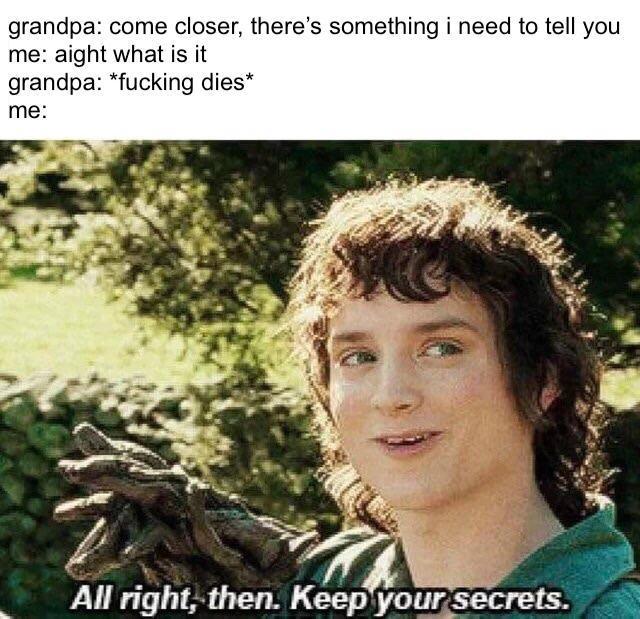 grandpa: come closer, there’s something i need to tell you
me: aight what is it
grandpa: *fucking dies*
me:
All right, then. Keep your secrets.